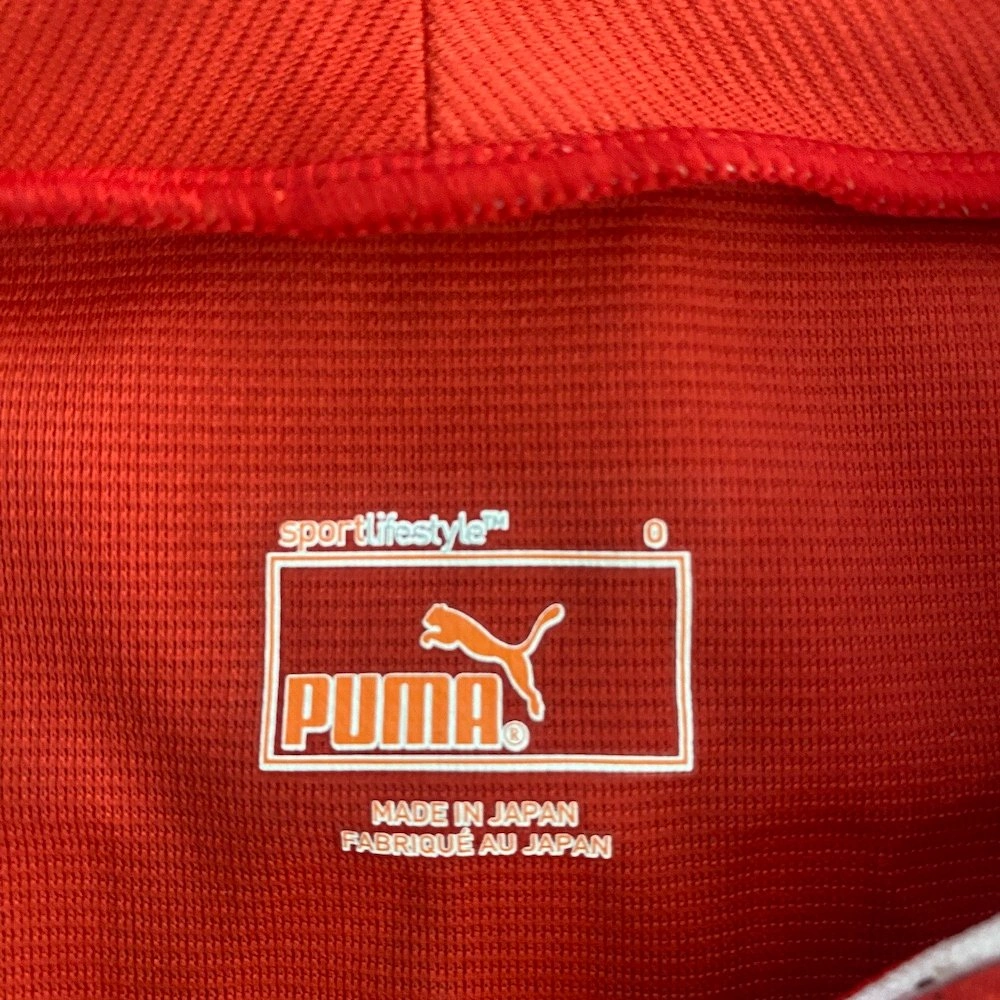 sportlifestyle™ O
PUMA®
MADE IN JAPAN
FABRIQUÉ AU JAPAN